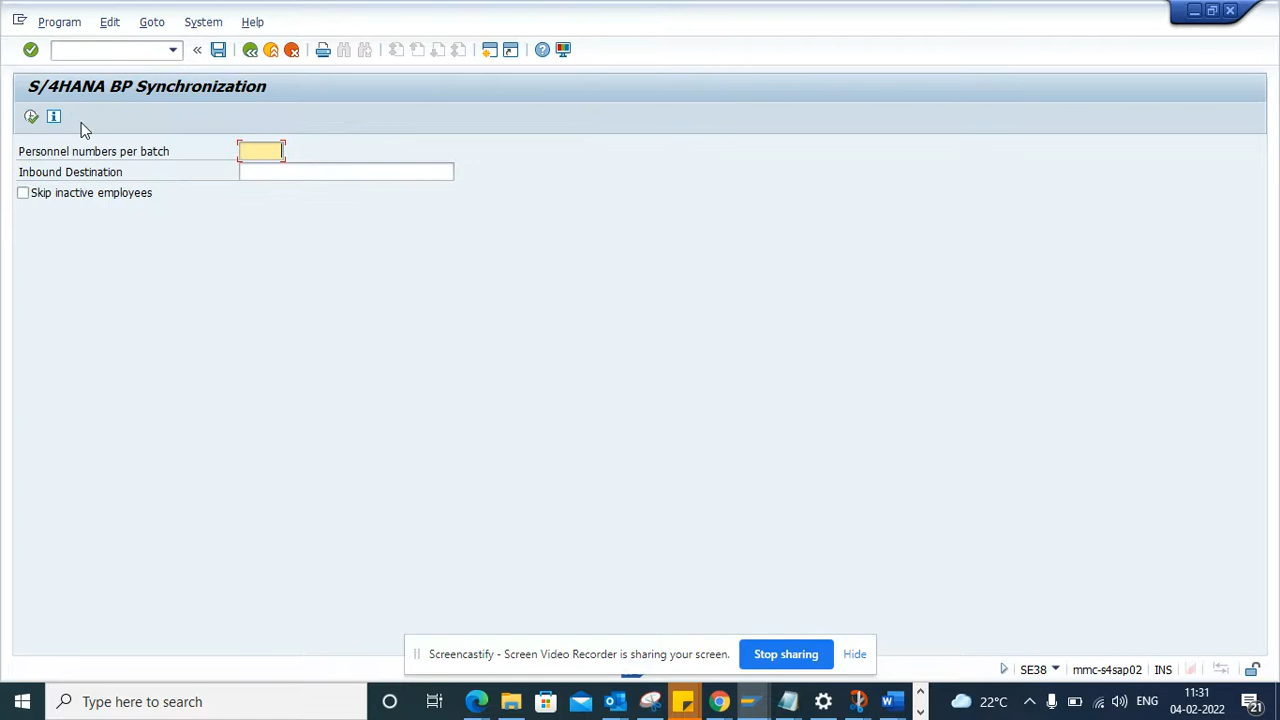 Program Edit Goto System Help
S/4HANA BP Synchronization
Personnel numbers per batch
Inbound Destination
Skip inactive employees
Screencastify - Screen Video Recorder is sharing your screen. Stop sharing Hide
SE38 mmc-s4sap02 INS
Type here to search
22°C ENG
11:31
04-02-2022
21